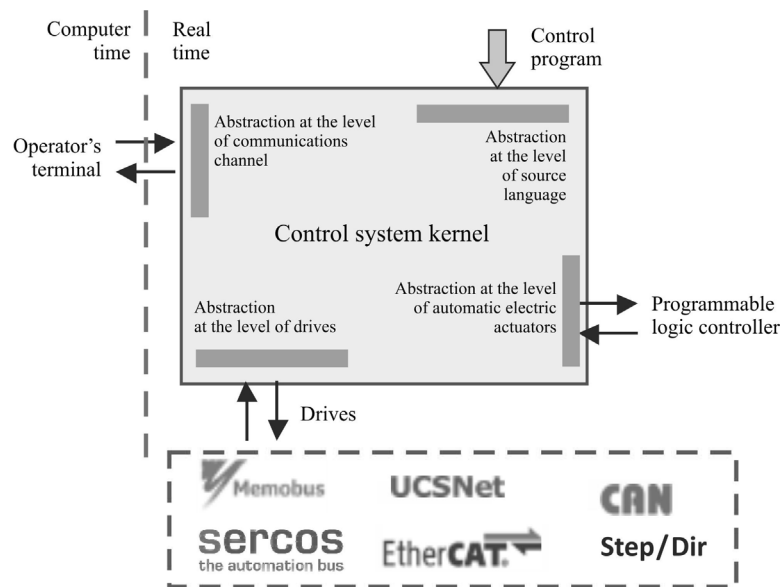 Computer
time
Real
time
Control
program
Operator's
terminal
Abstraction at the level
of communications
channel
Abstraction
at the level
of source
language
Control system kernel
Abstraction
at the level of drives
Abstraction at the level
of automatic electric
actuators
Programmable
logic controller
Drives
Memobus
UCSNet
CAN
sercos
the automation bus
EtherCAT.
Step/Dir